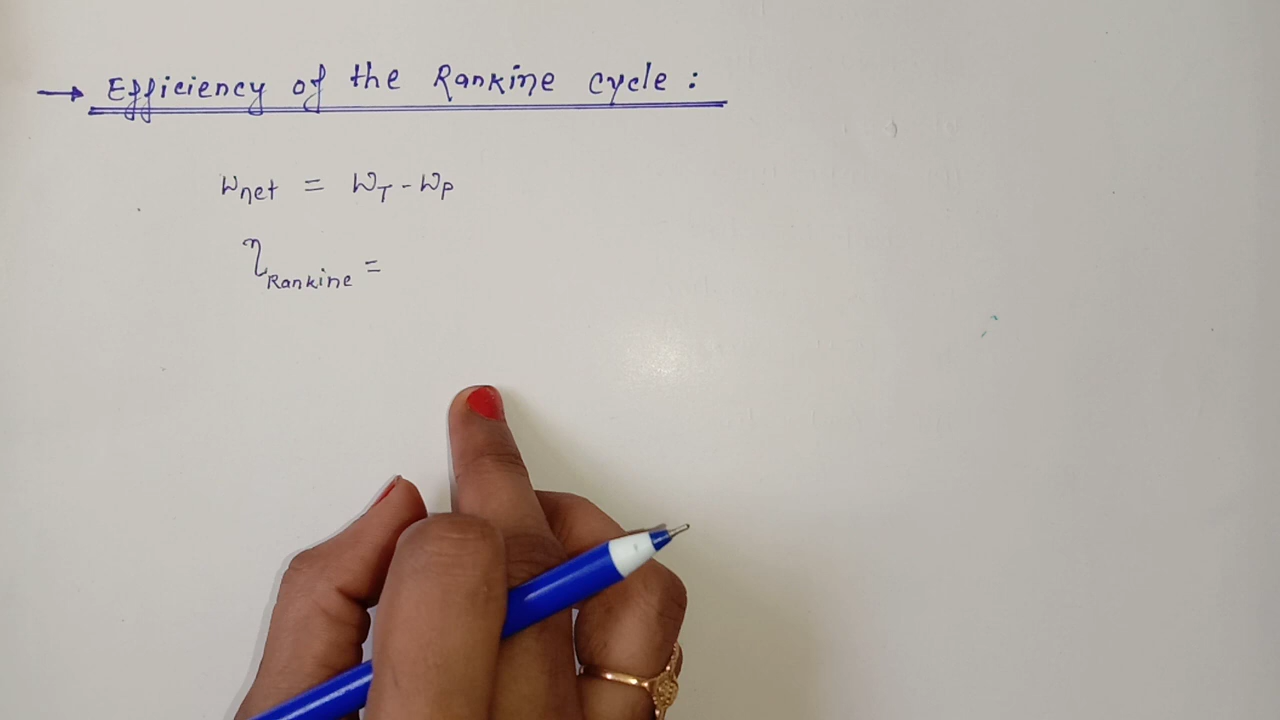 → Efficiency of the Rankine cycle :
Wnet = WT - WP
ηRankine =